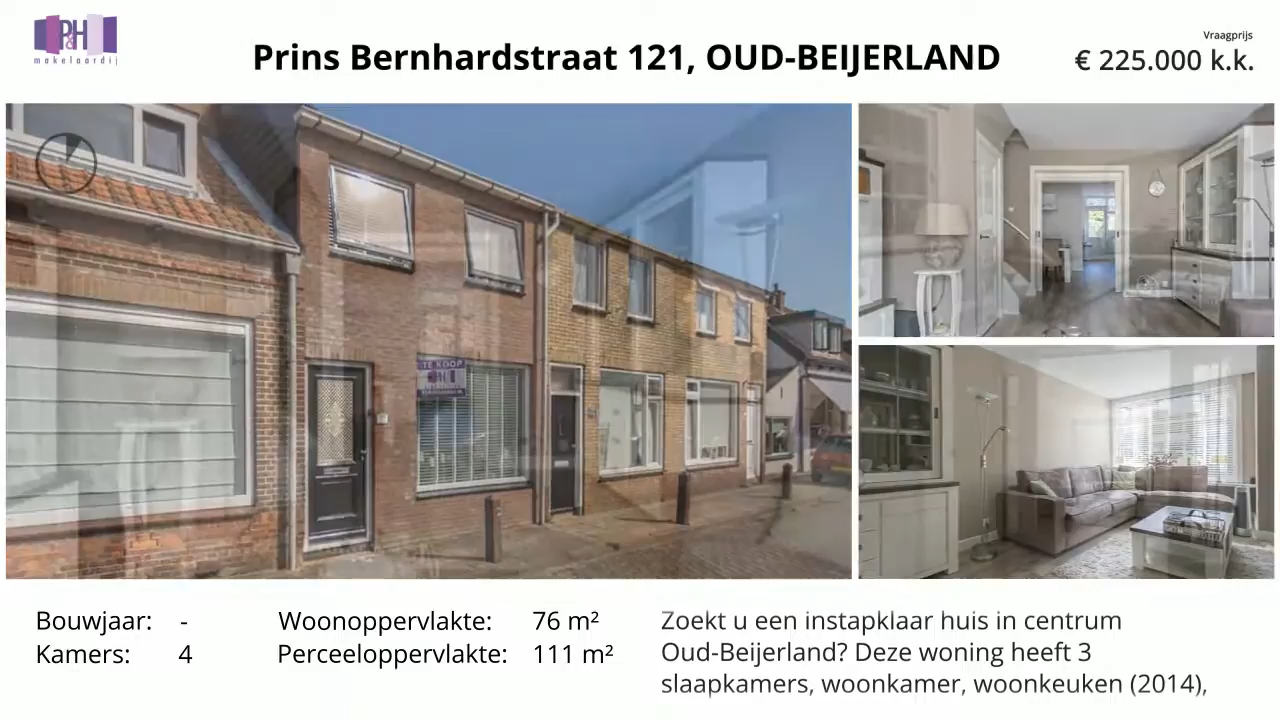 P&H
makelaardij
Prins Bernhardstraat 121, OUD-BEIJERLAND
Vraagprijs
€ 225.000 k.k.
TE KOOP
Bouwjaar: -
Kamers: 4
Woonoppervlakte: 76 m²
Perceeloppervlakte: 111 m²
Zoekt u een instapklaar huis in centrum
Oud-Beijerland? Deze woning heeft 3
slaapkamers, woonkamer, woonkeuken (2014),